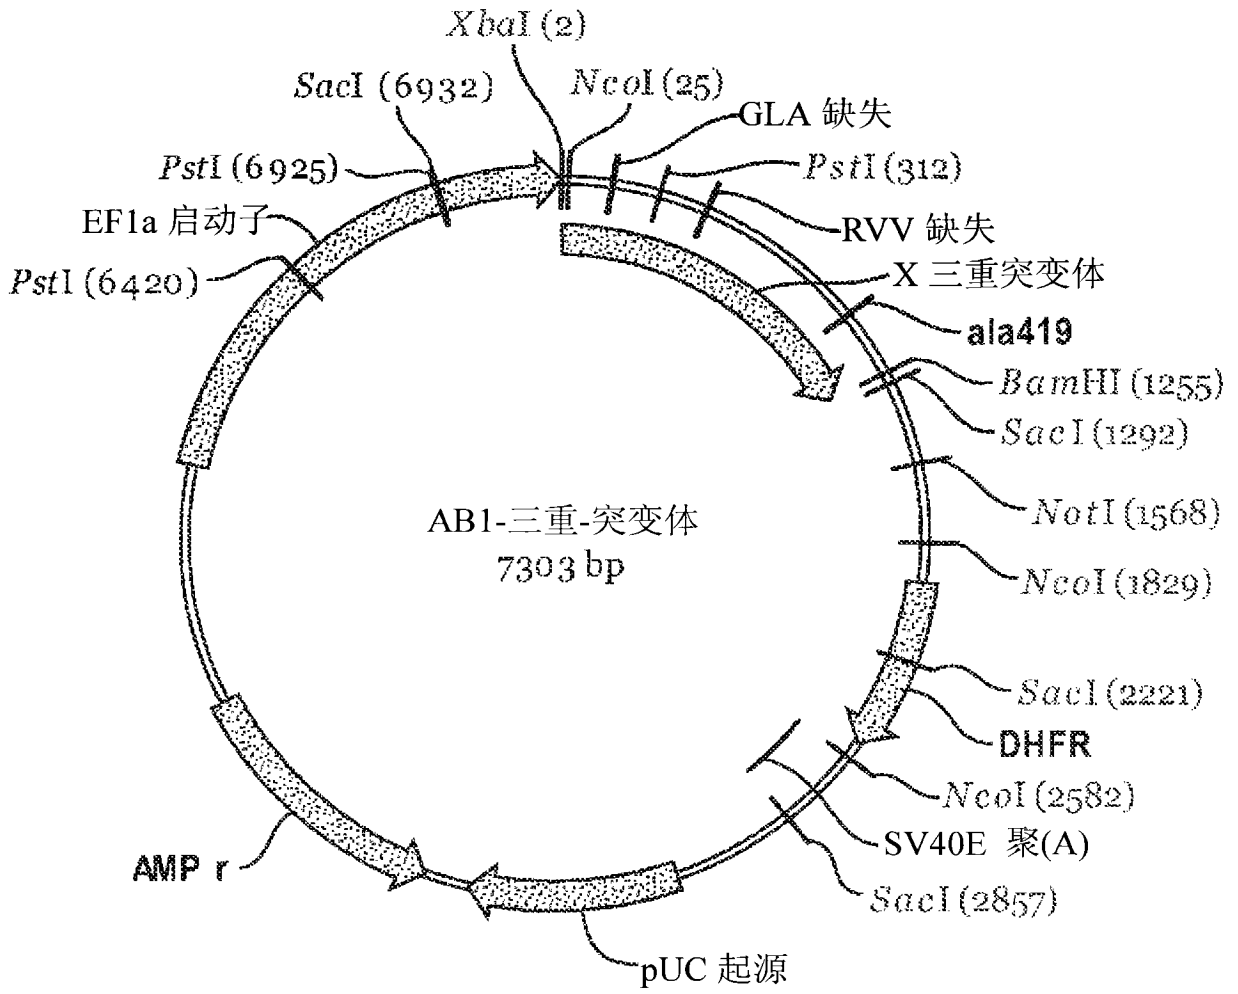 XbaI (2)
SacI (6932)
NcoI (25)
GLA 缺失
PstI (6925)
PstI (312)
EF1a 启动子
RVV 缺失
PstI (6420)
X 三重突变体
ala419
BamHI (1255)
SacI (1292)
NotI (1568)
AB1-三重-突变体
7303 bp
NcoI (1829)
SacI (2221)
DHFR
NcoI (2582)
SV40E 聚(A)
AMP r
SacI (2857)
pUC 起源